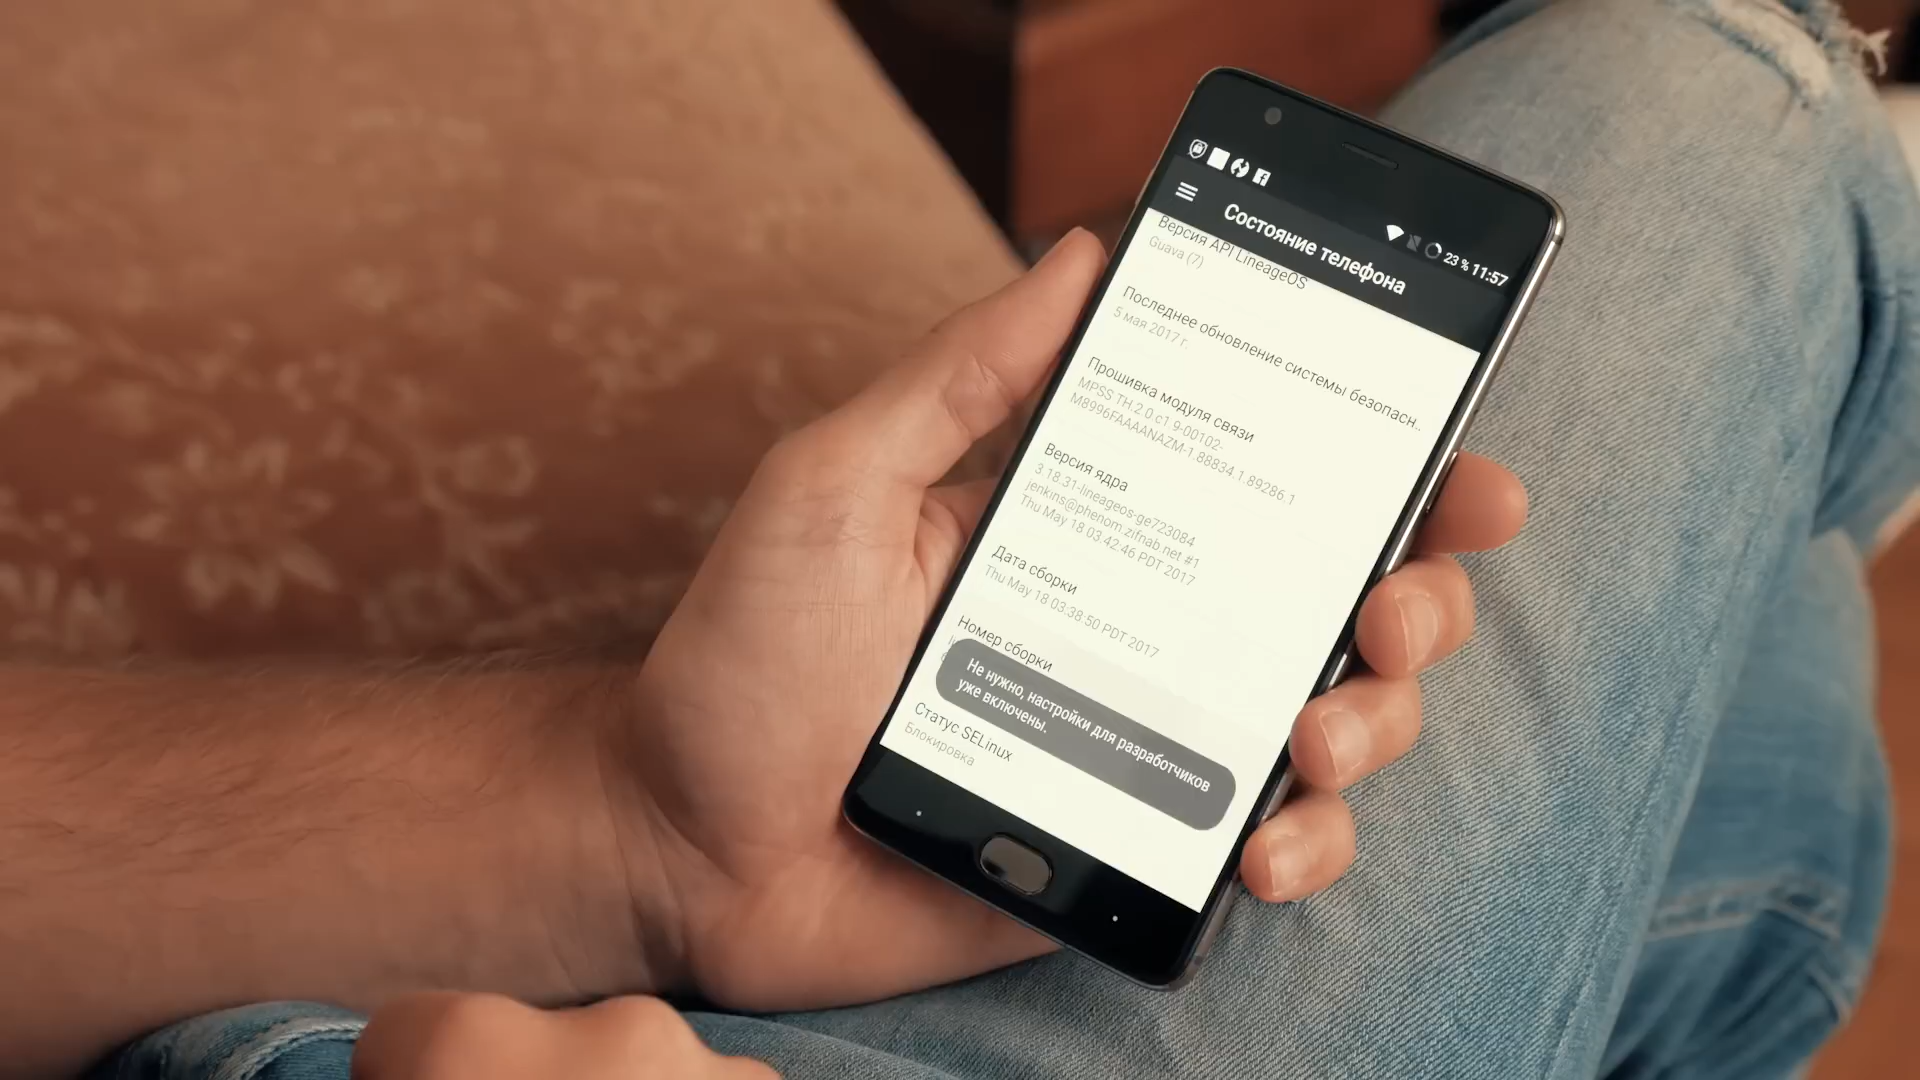 23 % 11:57
Состояние телефона
Версия API LineageOS
Guava (7)
Последнее обновление системы безопасн..
5 мая 2017 г.
Прошивка модуля связи
MPSS.TH.2.0.c1.9-00102-
M8996FAAAANAZM-1.88834.1.89286.1
Версия ядра
3.18.31-lineageos-ge723084
jenkins@phenom.zifnab.net #1
Thu May 18 03:42:46 PDT 2017
Дата сборки
Thu May 18 03:38:50 PDT 2017
Номер сборки
Не нужно, настройки для разработчиков
уже включены.
Статус SELinux
Блокировка